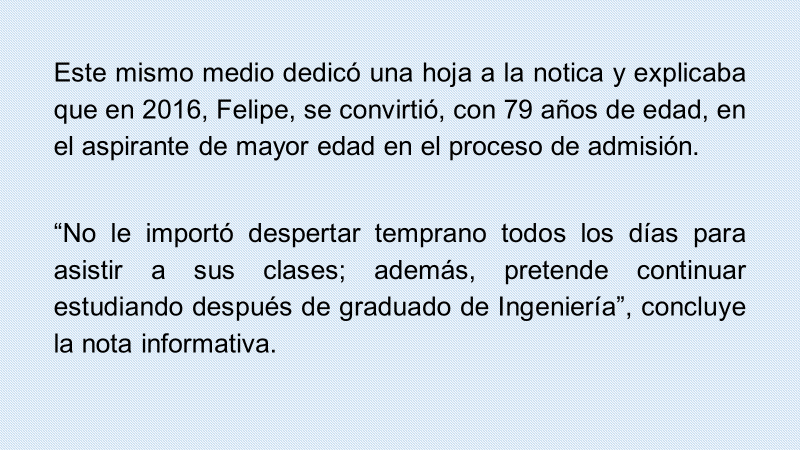 Este mismo medio dedicó una hoja a la notica y explicaba
que en 2016, Felipe, se convirtió, con 79 años de edad, en
el aspirante de mayor edad en el proceso de admisión.
“No le importó despertar temprano todos los días para
asistir a sus clases; además, pretende continuar
estudiando después de graduado de Ingeniería”, concluye
la nota informativa.